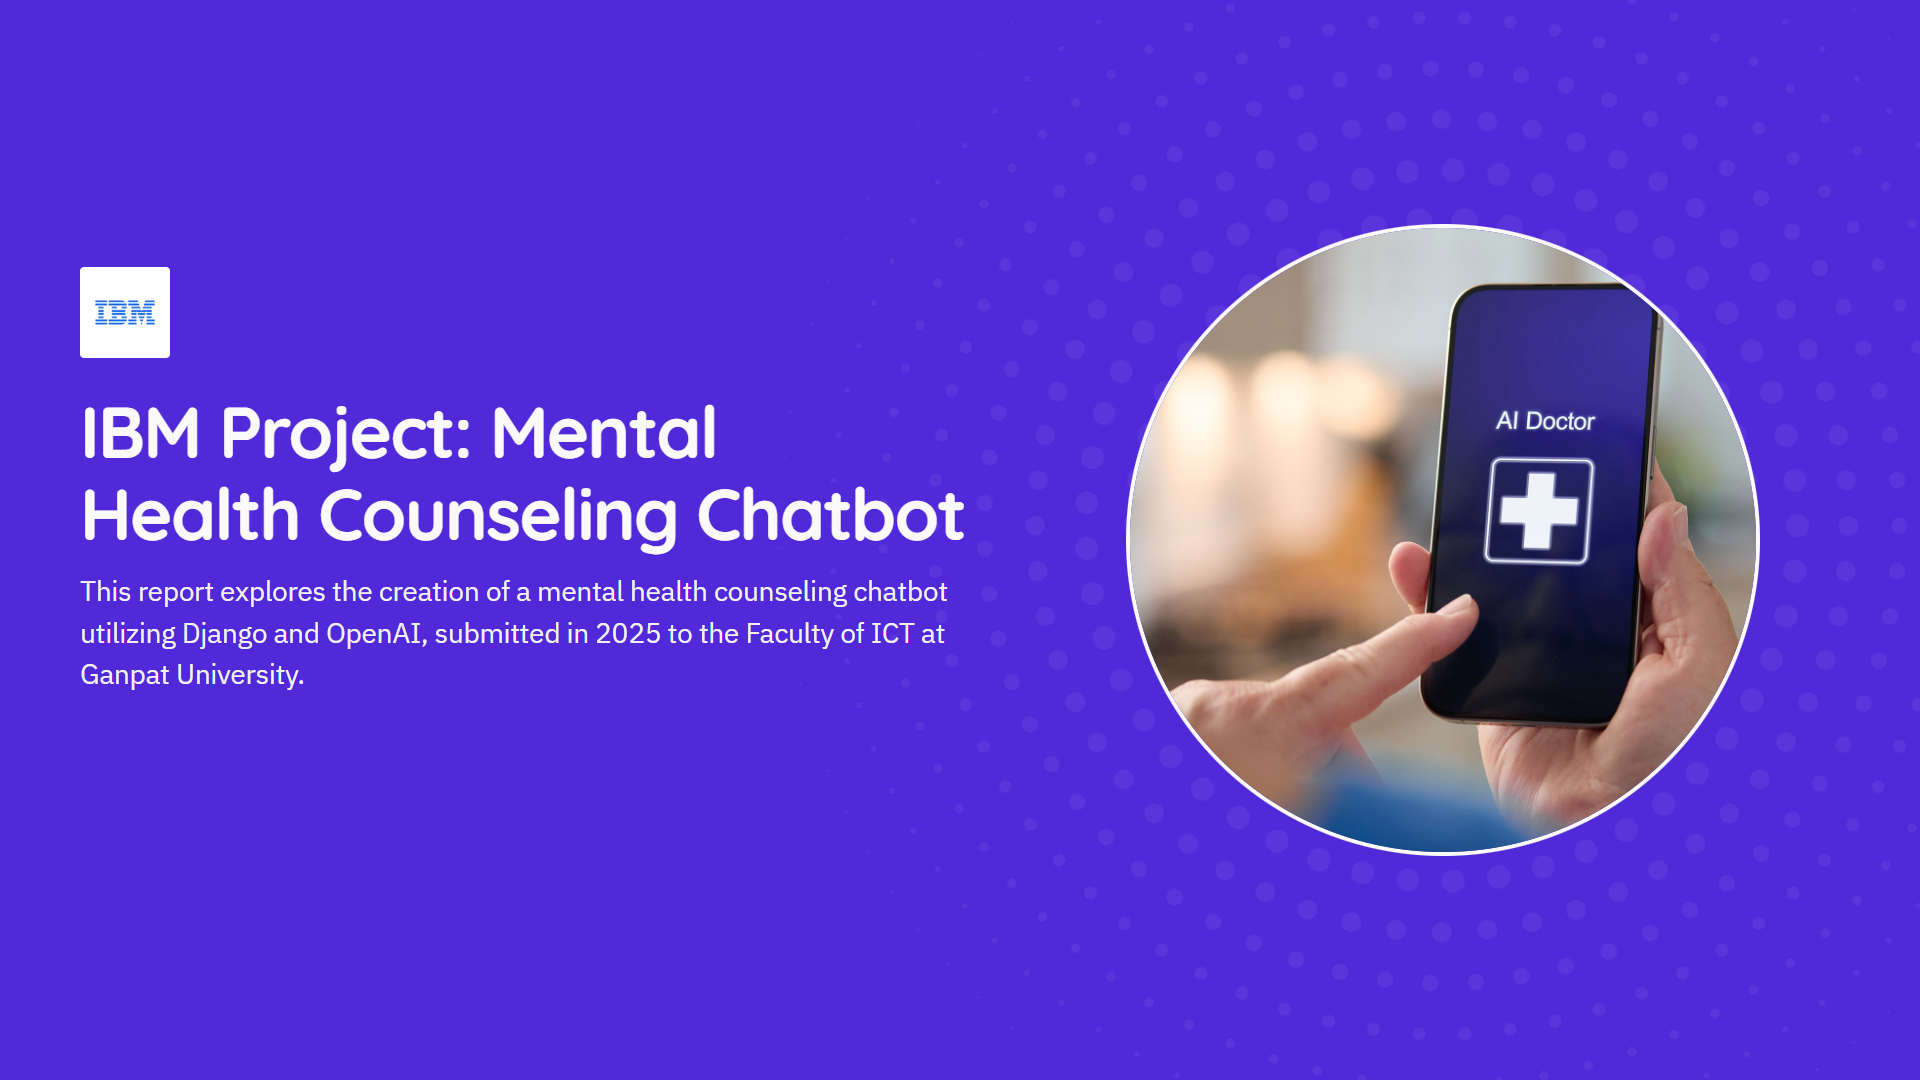 IBM
IBM Project: Mental
Health Counseling Chatbot
This report explores the creation of a mental health counseling chatbot
utilizing Django and OpenAI, submitted in 2025 to the Faculty of ICT at
Ganpat University.
AI Doctor